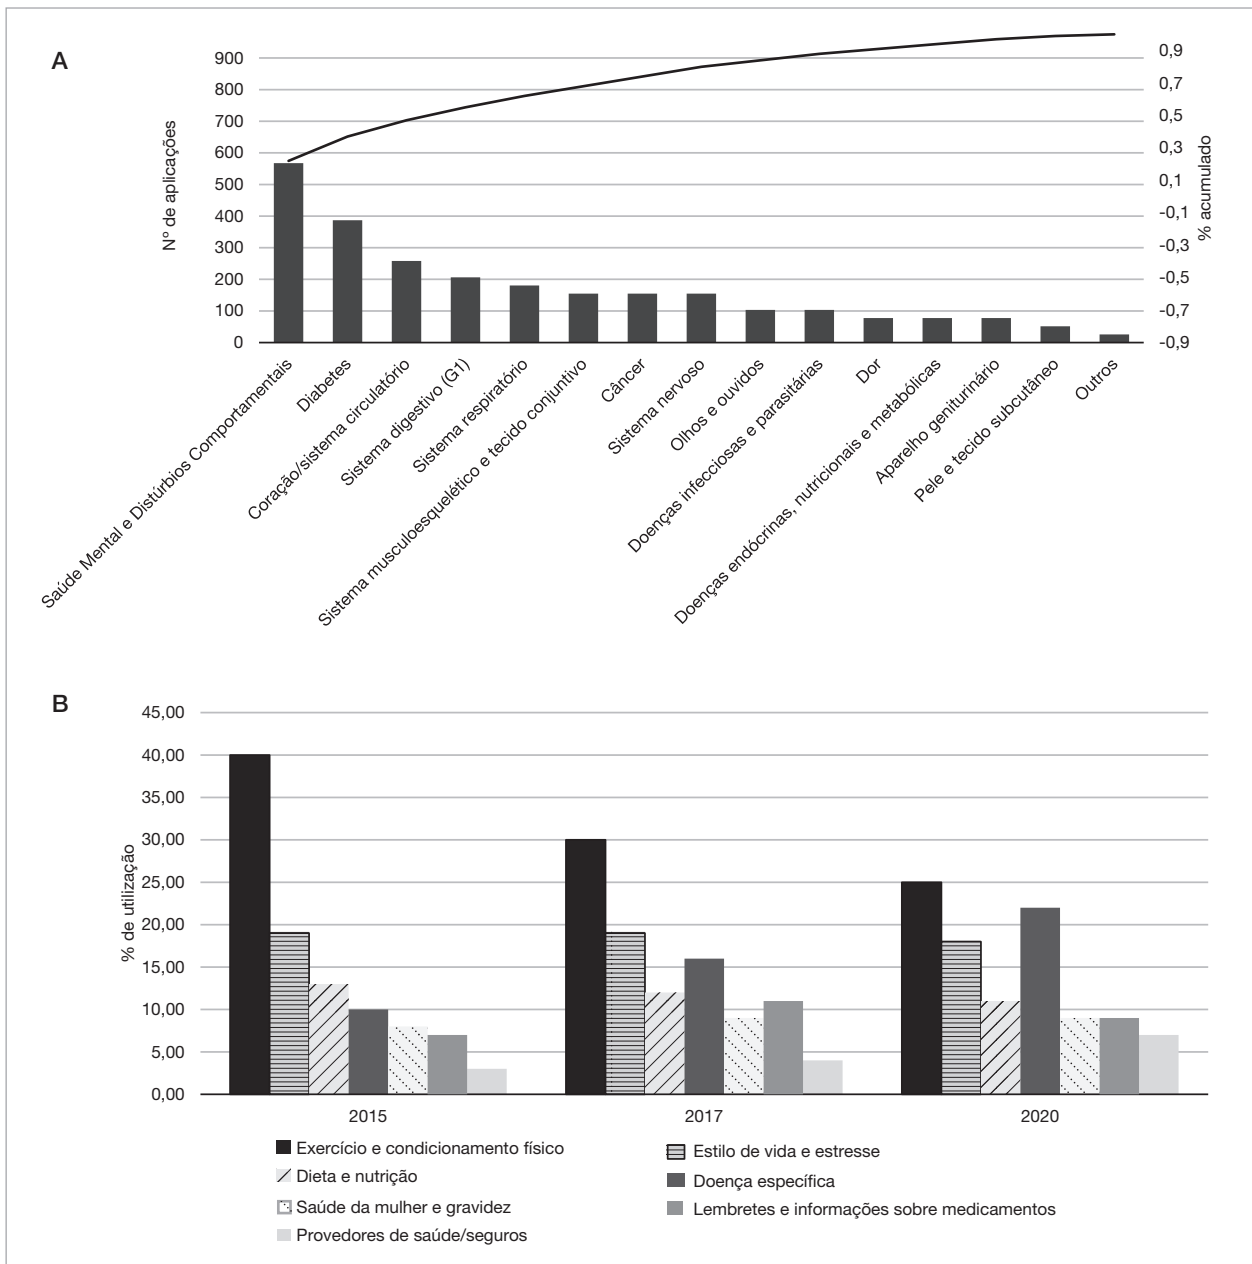 A
Nº de aplicações
900
800
700
600
500
400
300
200
100
0
% acumulado
0,9
0,7
0,5
0,3
0,1
-0,1
-0,3
-0,5
-0,7
-0,9
Saúde Mental e Distúrbios Comportamentais
Diabetes
Coração/sistema circulatório
Sistema digestivo (G1)
Sistema respiratório
Sistema musculoesquelético e tecido conjuntivo
Câncer
Sistema nervoso
Olhos e ouvidos
Doenças infecciosas e parasitárias
Dor
Doenças endócrinas, nutricionais e metabólicas
Aparelho geniturinário
Pele e tecido subcutâneo
Outros
B
% de utilização
45,00
40,00
35,00
30,00
25,00
20,00
15,00
10,00
5,00
0,00
2015 2017 2020
Exercício e condicionamento físico
Estilo de vida e estresse
Dieta e nutrição
Doença específica
Saúde da mulher e gravidez
Lembretes e informações sobre medicamentos
Provedores de saúde/seguros